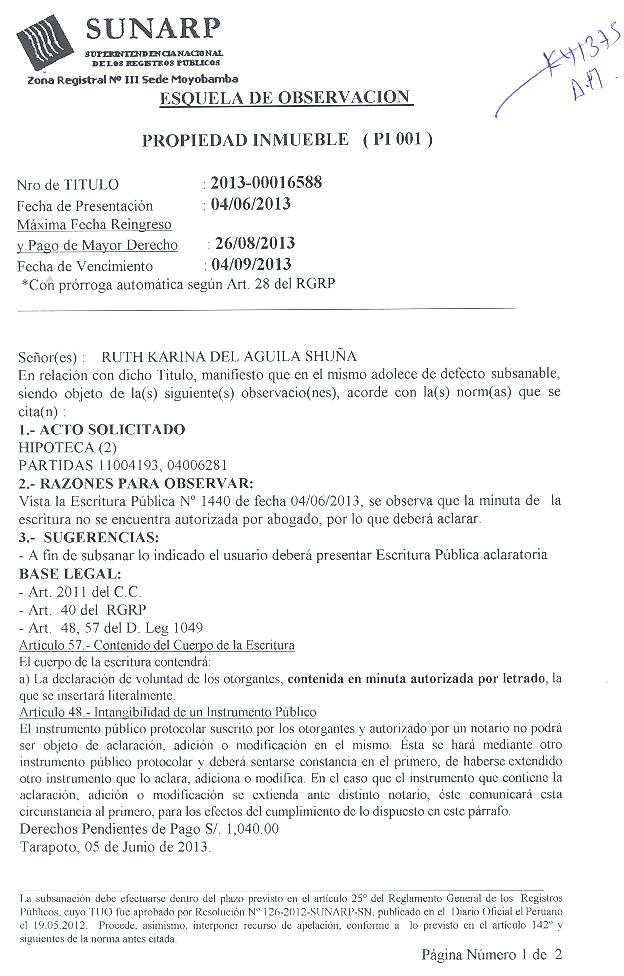 SUNARP
SUPERINTENDENCIA NACIONAL
DE LOS REGISTROS PUBLICOS
Zona Registral Nº III Sede Moyobamba
K41375
ESQUELA DE OBSERVACION
PROPIEDAD INMUEBLE ( PI 001 )
Nro de TITULO : 2013-00016588
Fecha de Presentación : 04/06/2013
Máxima Fecha Reingreso
y Pago de Mayor Derecho : 26/08/2013
Fecha de Vencimiento : 04/09/2013
*Con prórroga automática según Art. 28 del RGRP
Señor(es) : RUTH KARINA DEL AGUILA SHUÑA
En relación con dicho Titulo, manifiesto que en el mismo adolece de defecto subsanable,
siendo objeto de la(s) siguiente(s) observacio(nes), acorde con la(s) norm(as) que se
cita(n) :
1.- ACTO SOLICITADO
HIPOTECA (2)
PARTIDAS 11004193, 04006281
2.- RAZONES PARA OBSERVAR:
Vista la Escritura Pública Nº 1440 de fecha 04/06/2013, se observa que la minuta de la
escritura no se encuentra autorizada por abogado, por lo que deberá aclarar.
3.- SUGERENCIAS:
- A fin de subsanar lo indicado el usuario deberá presentar Escritura Pública aclaratoria
BASE LEGAL:
- Art. 2011 del C.C.
- Art. 40 del RGRP
- Art. 48, 57 del D. Leg 1049
Artículo 57.- Contenido del Cuerpo de la Escritura
El cuerpo de la escritura contendrá:
a) La declaración de voluntad de los otorgantes, contenida en minuta autorizada por letrado, la
que se insertará literalmente.
Artículo 48.- Intangibilidad de un Instrumento Público
El instrumento público protocolar suscrito por los otorgantes y autorizado por un notario no podrá
ser objeto de aclaración, adición o modificación en el mismo. Ésta se hará mediante otro
instrumento público protocolar y deberá sentarse constancia en el primero, de haberse extendido
otro instrumento que lo aclara, adiciona o modifica. En el caso que el instrumento que contiene la
aclaración, adición o modificación se extienda ante distinto notario, éste comunicará esta
circunstancia al primero, para los efectos del cumplimiento de lo dispuesto en este párrafo.
Derechos Pendientes de Pago S/. 1,040.00
Tarapoto, 05 de Junio de 2013.
La subsanación debe efectuarse dentro del plazo previsto en el artículo 25º del Reglamento General de los Registros
Públicos, cuyo TUO fue aprobado por Resolución Nº 126-2012-SUNARP-SN, publicado en el Diario Oficial el Peruano
el 19.05.2012. Procede, asimismo, interponer recurso de apelación, conforme a lo previsto en el artículo 142º y
siguientes de la norma antes citada.
Página Número 1 de 2